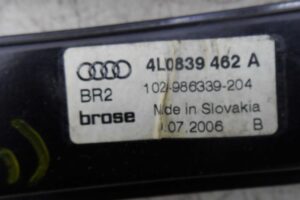 4L0839 462 A
BR2
102-986339-204
brose
Made in Slovakia
.07.2006 B